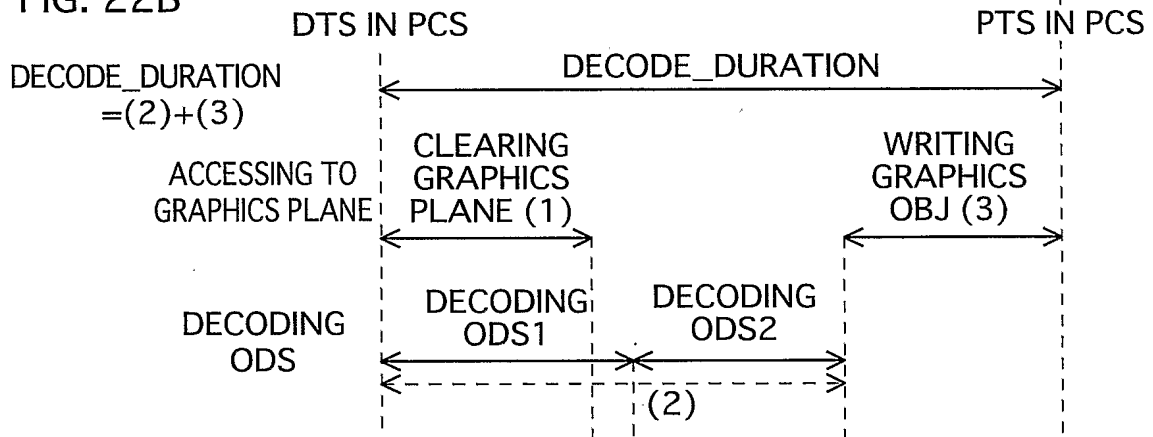 FIG. 22B
DTS IN PCS
PTS IN PCS
DECODE_DURATION
=(2)+(3)
DECODE_DURATION
ACCESSING TO
GRAPHICS PLANE
CLEARING
GRAPHICS
PLANE (1)
WRITING
GRAPHICS
OBJ (3)
DECODING
ODS
DECODING
ODS1
DECODING
ODS2
(2)